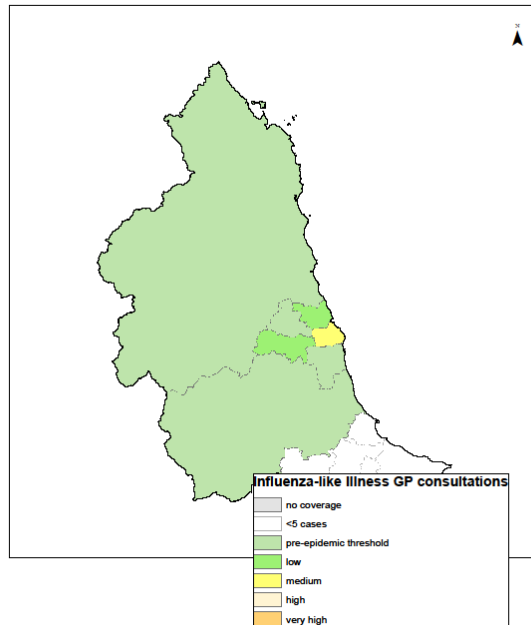 Influenza-like Illness GP consultations
no coverage
<5 cases
pre-epidemic threshold
low
medium
high
very high